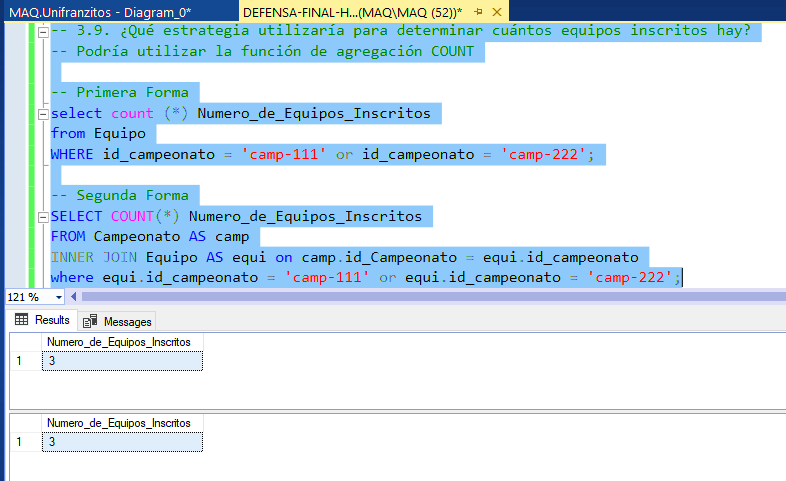 MAQ.Unifranzitos - Diagram_0*
DEFENSA-FINAL-H...(MAQ\MAQ (52))*
-- 3.9. ¿Qué estrategia utilizaría para determinar cuántos equipos inscritos hay?
-- Podría utilizar la función de agregación COUNT
-- Primera Forma
select count (*) Numero_de_Equipos_Inscritos
from Equipo
WHERE id_campeonato = 'camp-111' or id_campeonato = 'camp-222';
-- Segunda Forma
SELECT COUNT(*) Numero_de_Equipos_Inscritos
FROM Campeonato AS camp
INNER JOIN Equipo AS equi on camp.id_Campeonato = equi.id_campeonato
where equi.id_campeonato = 'camp-111' or equi.id_campeonato = 'camp-222';
121 %
Results Messages
Numero_de_Equipos_Inscritos
1 3
Numero_de_Equipos_Inscritos
1 3